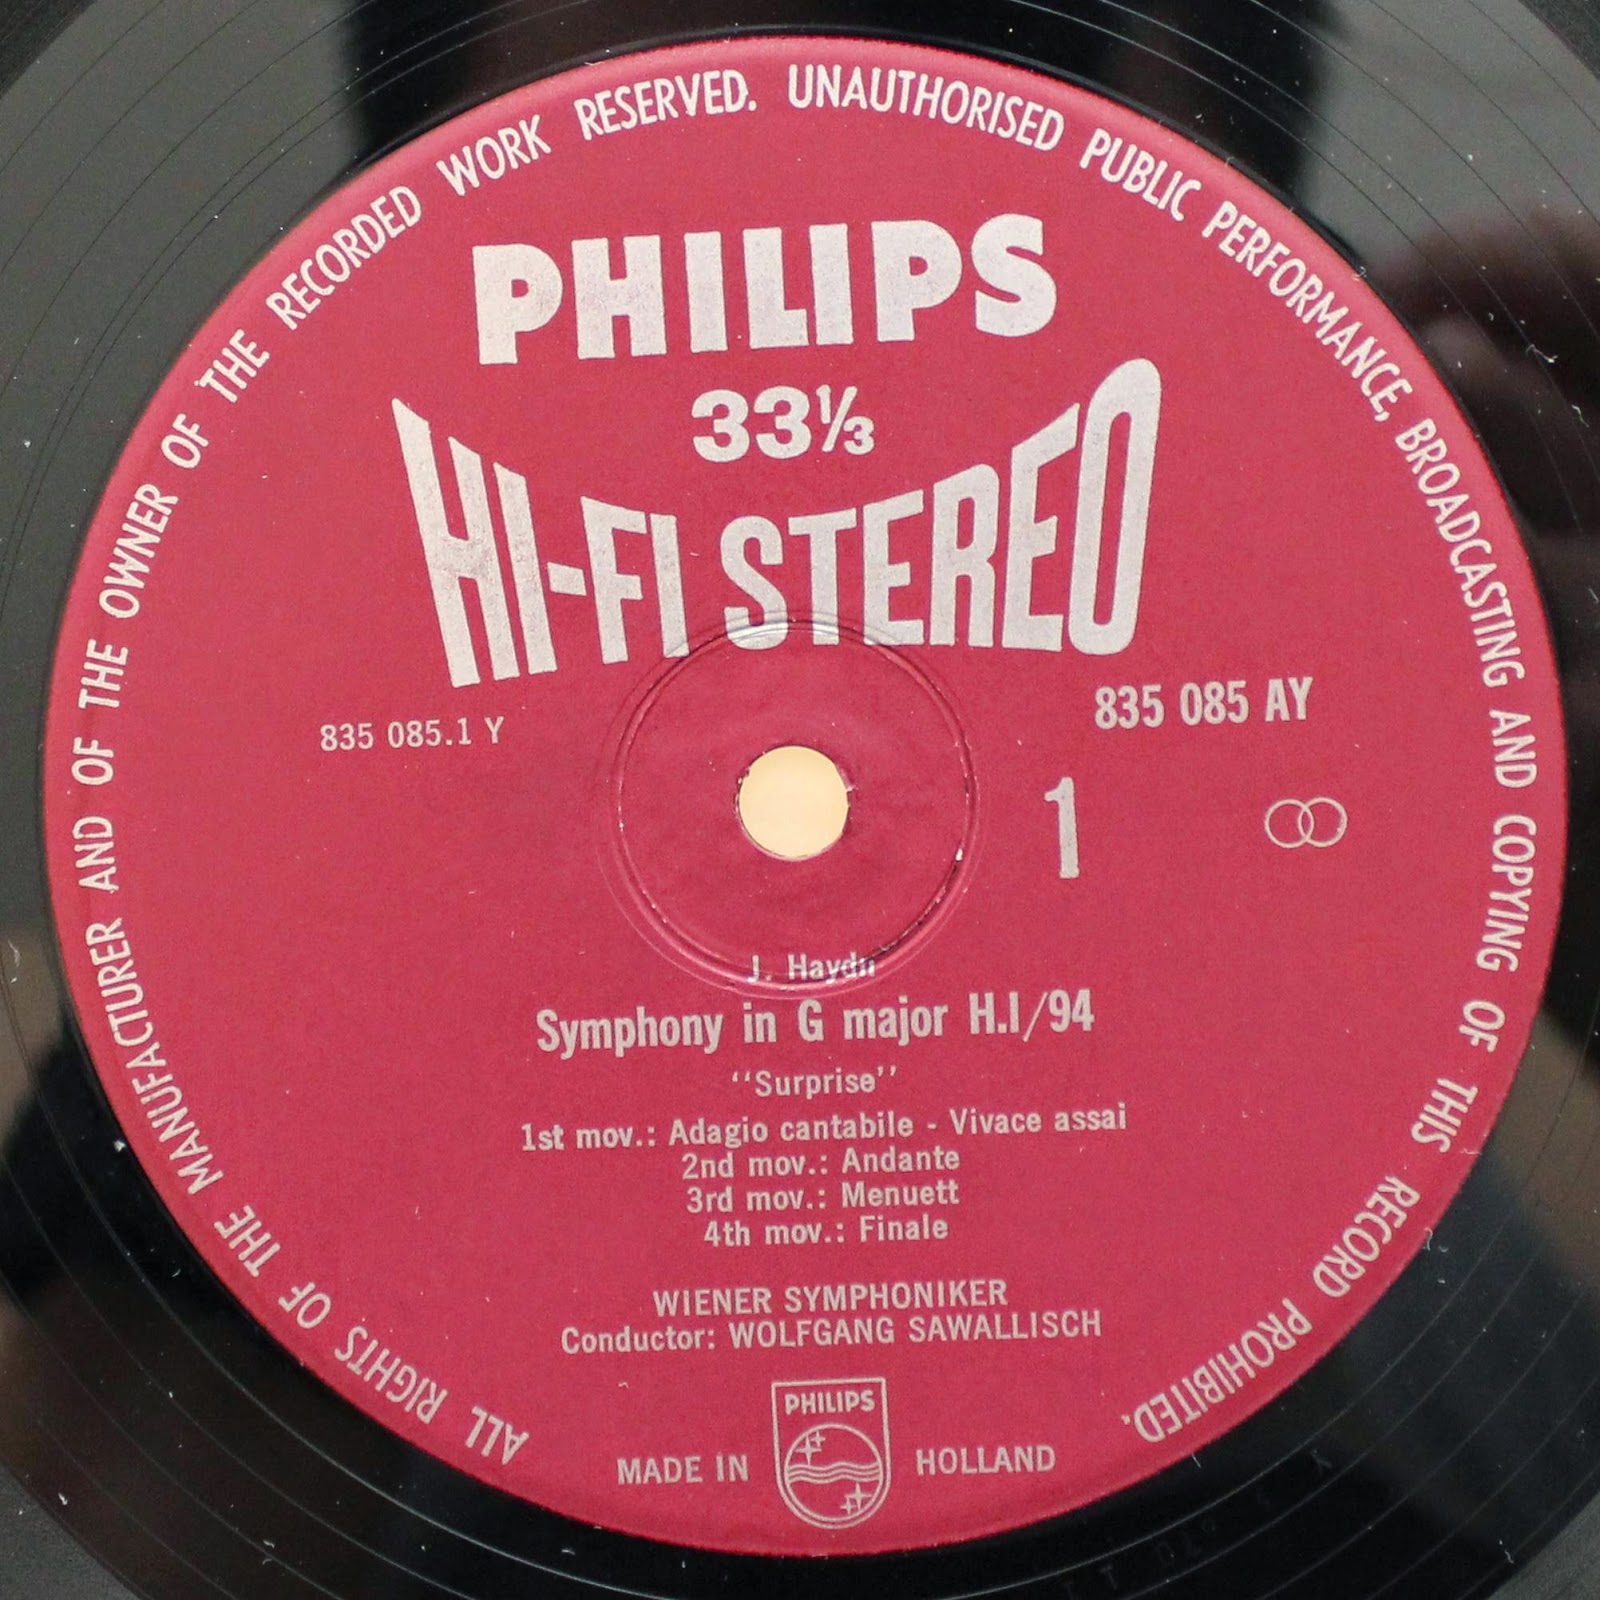 ALL RIGHTS OF THE MANUFACTURER AND OF THE OWNER OF THE RECORDED WORK RESERVED. UNAUTHORISED PUBLIC PERFORMANCE, BROADCASTING AND COPYING OF THIS RECORD PROHIBITED.
PHILIPS
33⅓
HI-FI STEREO
835 085.1 Y
835 085 AY
1
J. Haydn
Symphony in G major H.I/94
''Surprise''
1st mov.: Adagio cantabile - Vivace assai
2nd mov.: Andante
3rd mov.: Menuett
4th mov.: Finale
WIENER SYMPHONIKER
Conductor: WOLFGANG SAWALLISCH
PHILIPS
MADE IN HOLLAND